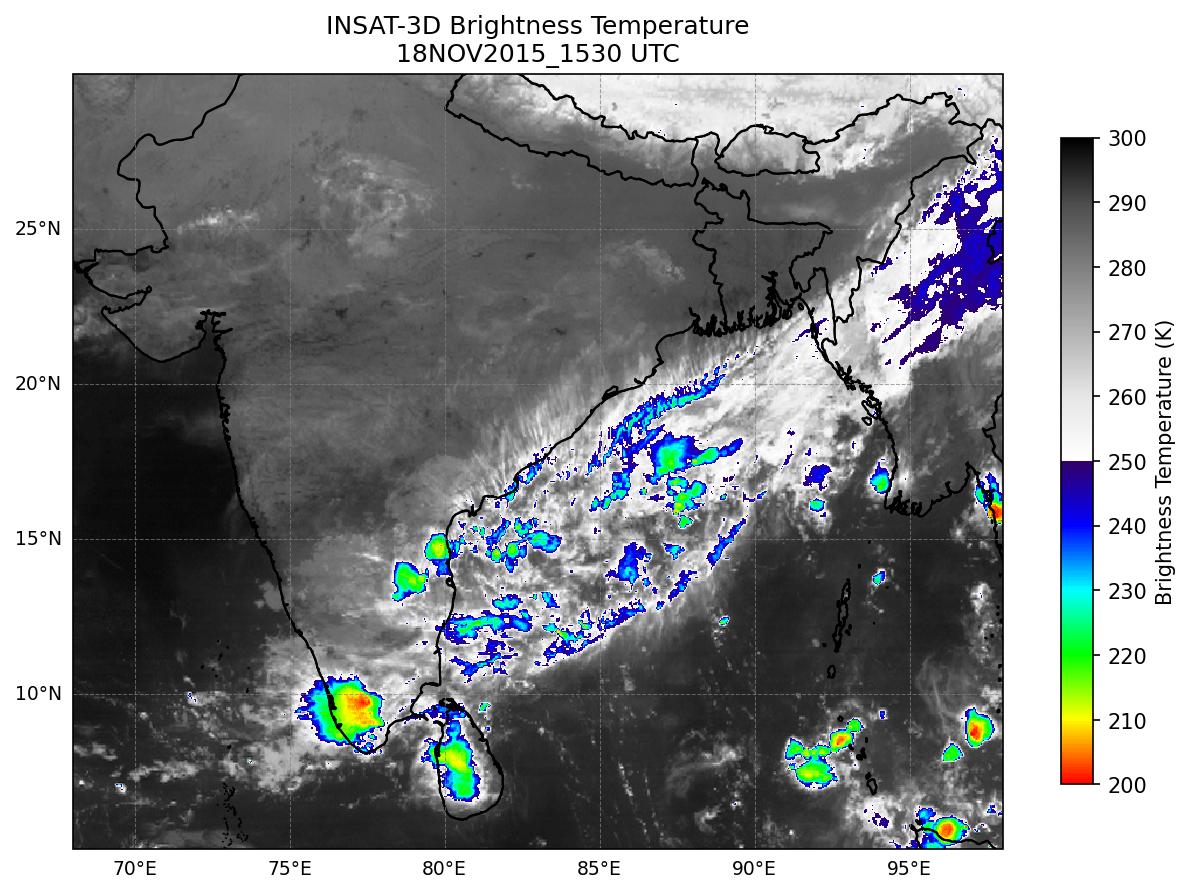 INSAT-3D Brightness Temperature
18NOV2015_1530 UTC
25°N
20°N
15°N
10°N
70°E
75°E
80°E
85°E
90°E
95°E
300
290
280
270
260
250
240
230
220
210
200
Brightness Temperature (K)